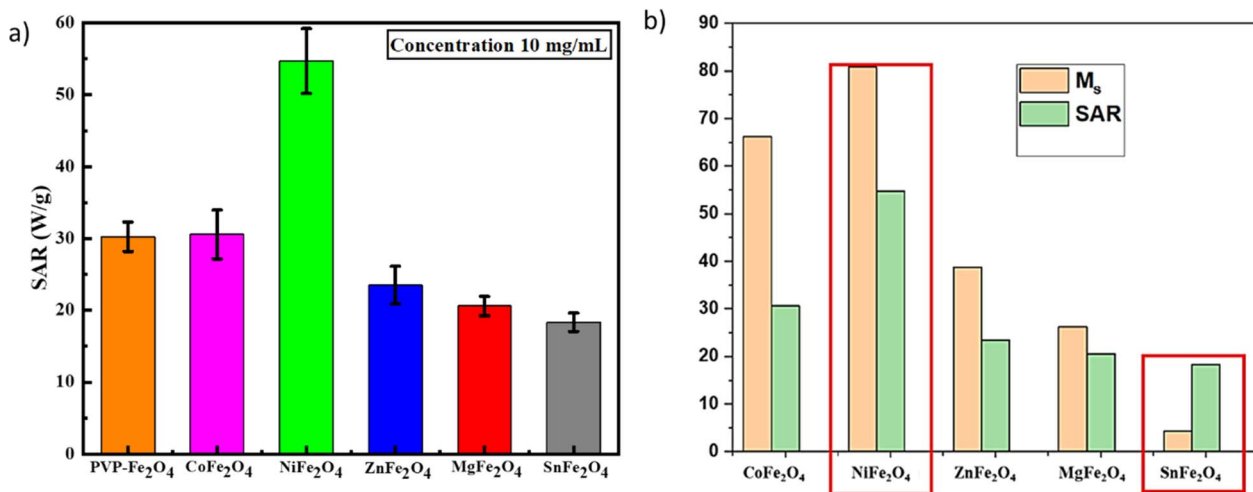 a)
Concentration 10 mg/mL
SAR (W/g)
60
50
40
30
20
10
0
PVP-Fe₂O₄ CoFe₂O₄ NiFe₂O₄ ZnFe₂O₄ MgFe₂O₄ SnFe₂O₄
b)
Mₛ
SAR
90
80
70
60
50
40
30
20
10
0
CoFe₂O₄ NiFe₂O₄ ZnFe₂O₄ MgFe₂O₄ SnFe₂O₄